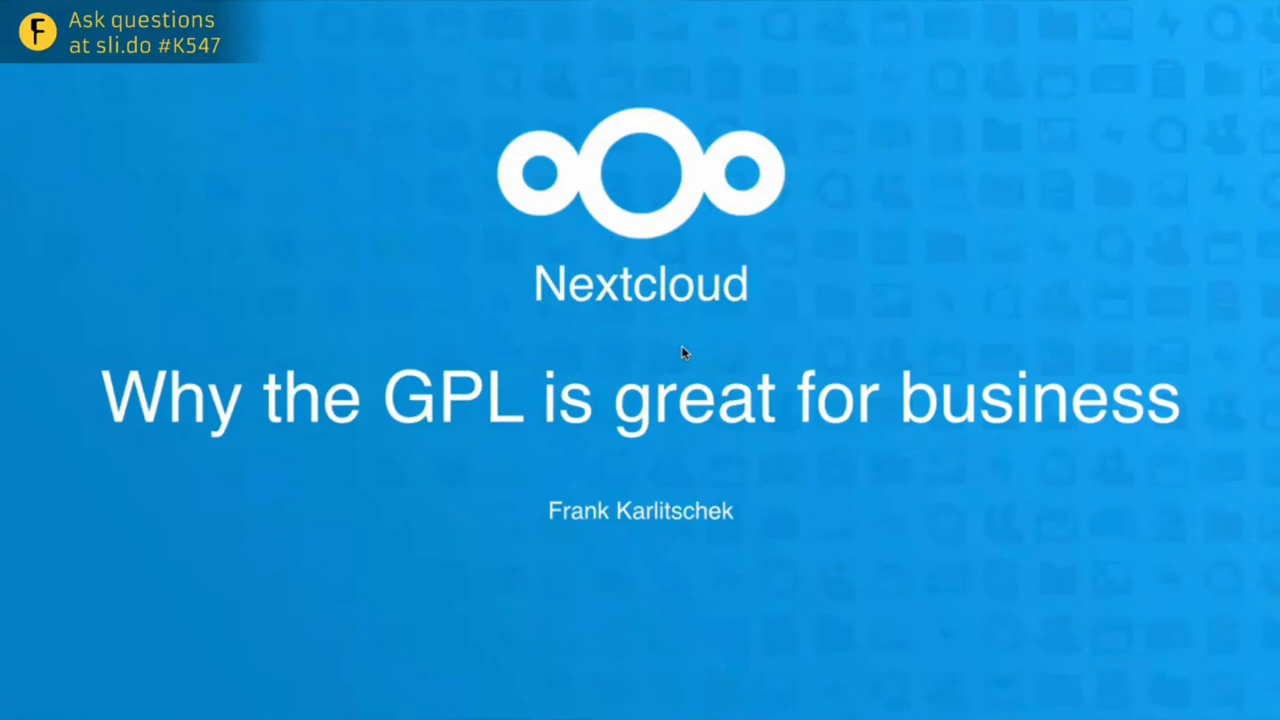 Ask questions
at sli.do #K547
Nextcloud
Why the GPL is great for business
Frank Karlitschek